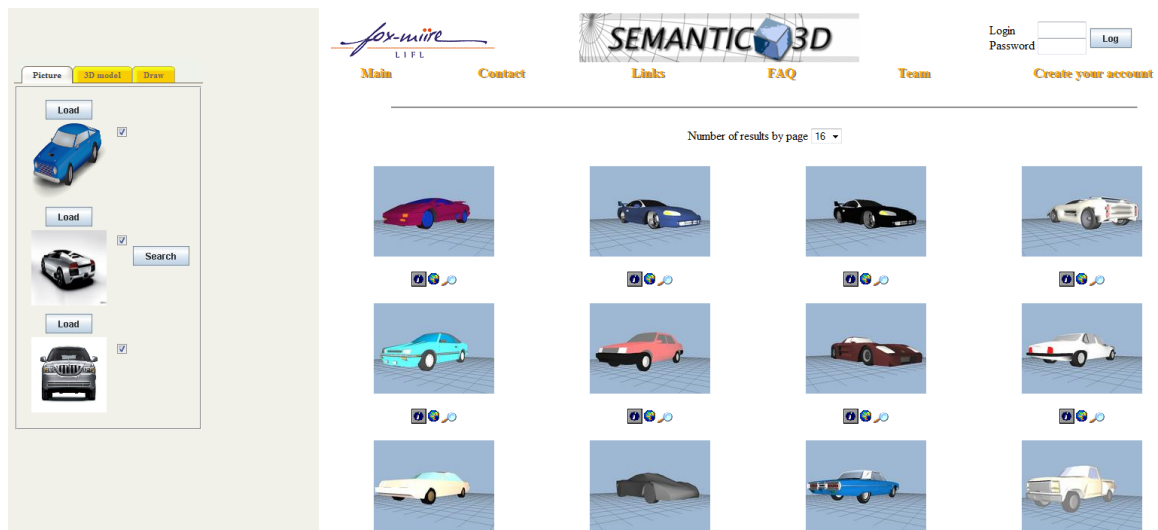 fox-miire
LIFL
SEMANTIC 3D
Login
Password
Log
Main Contact Links FAQ Team Create your account
Picture 3D model Draw
Number of results by page 16
Load
Load
Search
Load